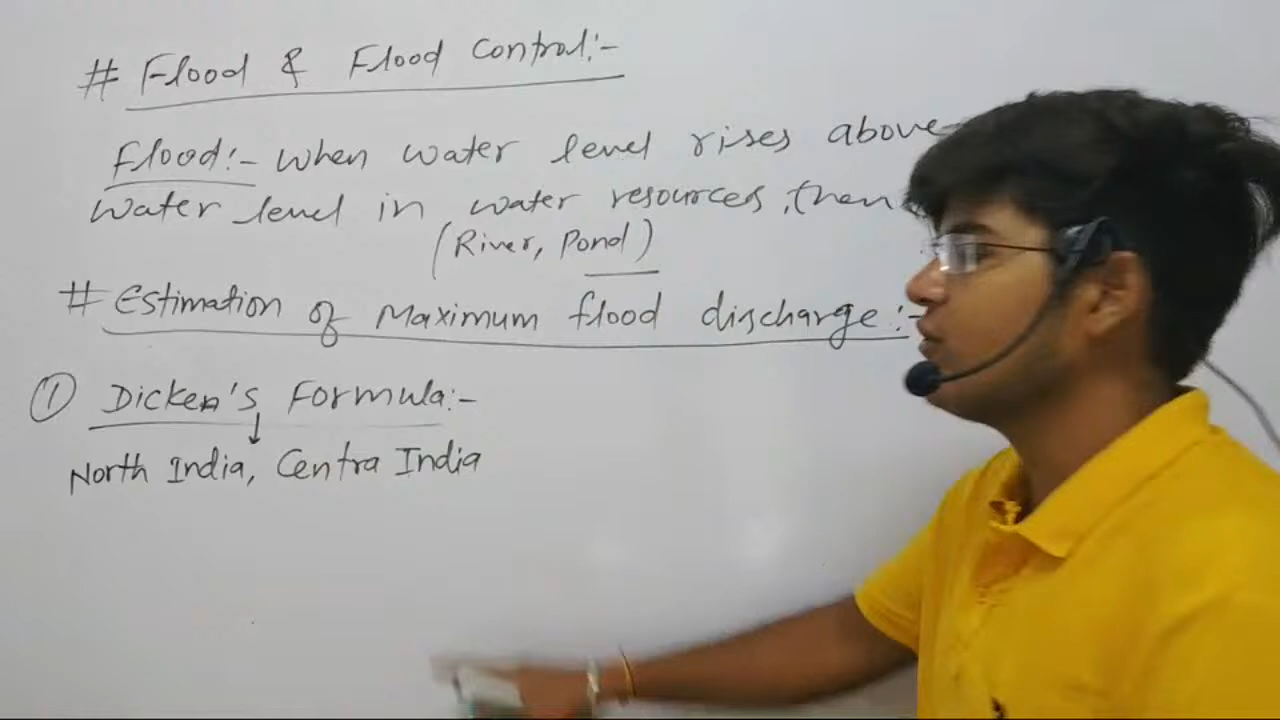 # Flood & Flood Control:-
Flood:- When water level rises above
water level in water resources, then
(River, Pond)
# Estimation of Maximum flood discharge:-
① Dicken's Formula:-
North India, Centra India